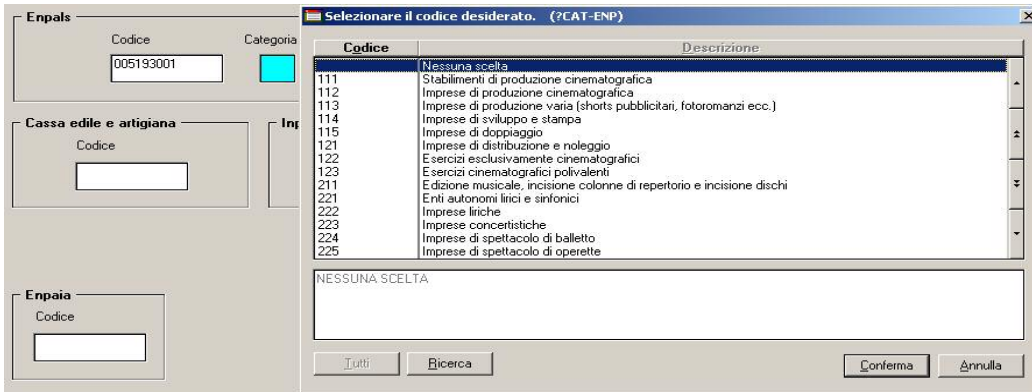 Enpals
Codice Categoria
005193001
Cassa edile e artigiana
Codice
Enpaia
Codice
Selezionare il codice desiderato. (?CAT-ENP)
Codice Descrizione
Nessuna scelta
111 Stabilimenti di produzione cinematografica
112 Imprese di produzione cinematografica
113 Imprese di produzione varia (shorts pubblicitari, fotoromanzi ecc.)
114 Imprese di sviluppo e stampa
115 Imprese di doppiaggio
121 Imprese di distribuzione e noleggio
122 Esercizi esclusivamente cinematografici
123 Esercizi cinematografici polivalenti
211 Edizione musicale, incisione colonne di repertorio e incisione dischi
221 Enti autonomi lirici e sinfonici
222 Imprese liriche
223 Imprese concertistiche
224 Imprese di spettacolo di balletto
225 Imprese di spettacolo di operette
NESSUNA SCELTA
Tutti Ricerca Conferma Annulla